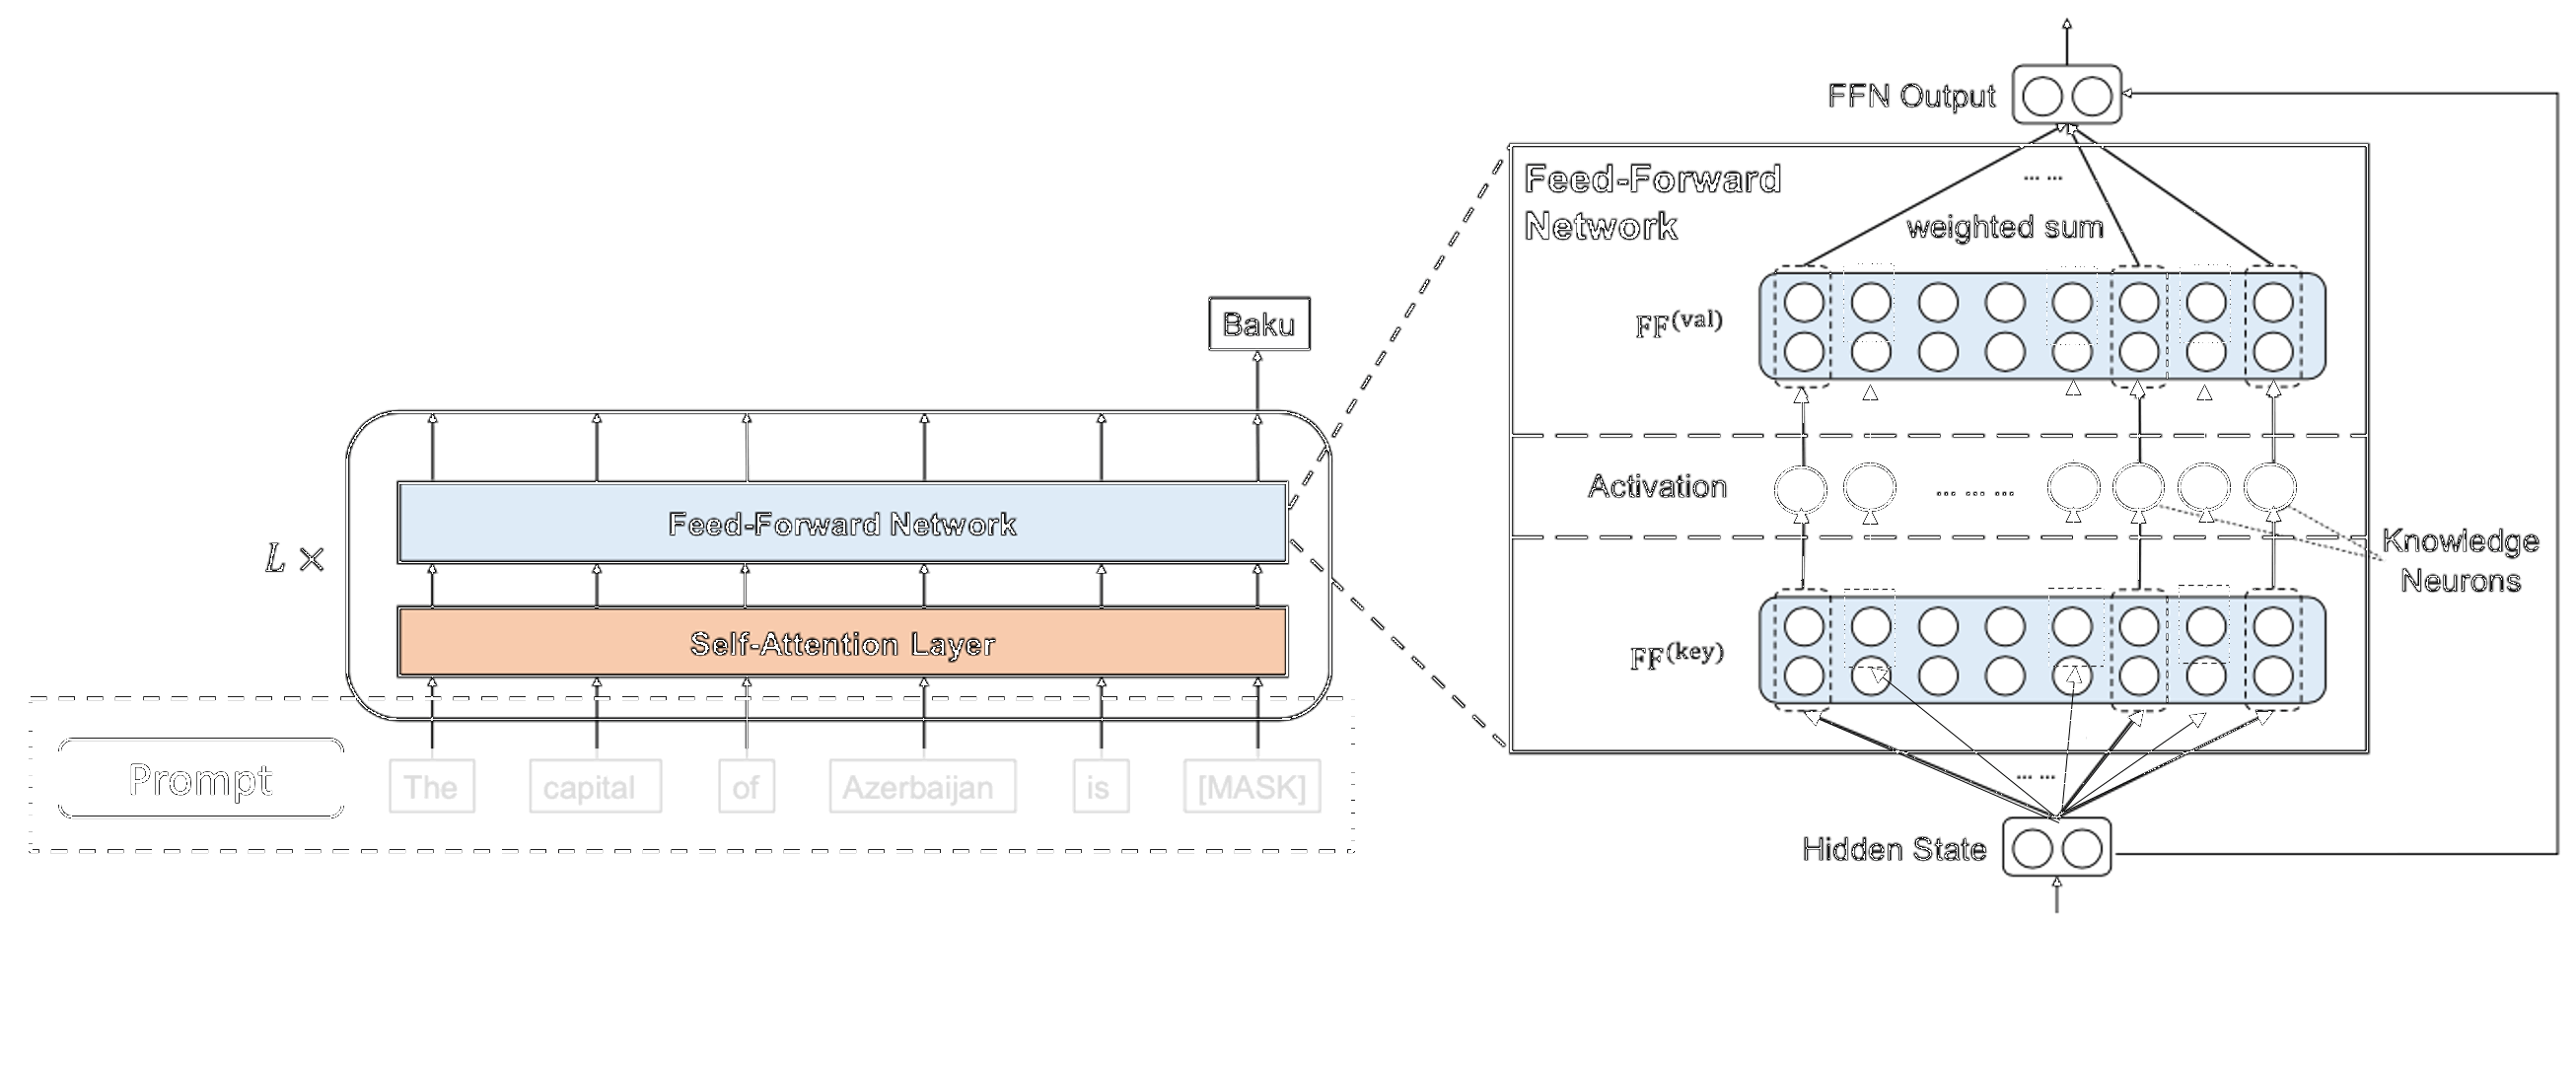 FFN Output
Feed-Forward
Network
... ...
weighted sum
Baku
FF(val)
Activation
... ... ...
Feed-Forward Network
L ×
Knowledge
Neurons
Self-Attention Layer
FF(key)
Prompt
The capital of Azerbaijan is [MASK]
... ...
Hidden State